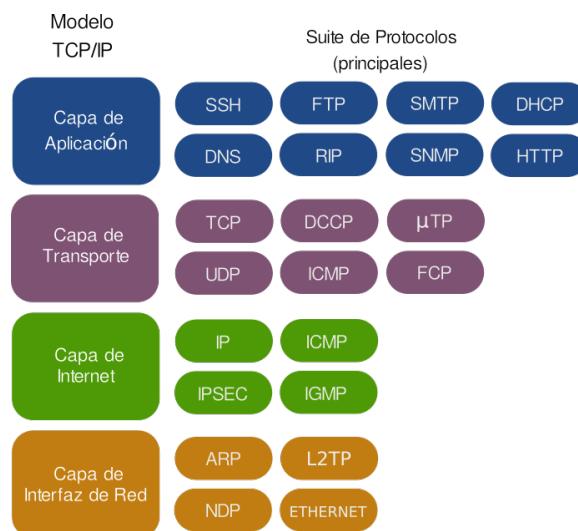 Modelo
TCP/IP
Suite de Protocolos
(principales)
Capa de
Aplicación
SSH FTP SMTP DHCP
DNS RIP SNMP HTTP
Capa de
Transporte
TCP DCCP µTP
UDP ICMP FCP
Capa de
Internet
IP ICMP
IPSEC IGMP
Capa de
Interfaz de Red
ARP L2TP
NDP ETHERNET